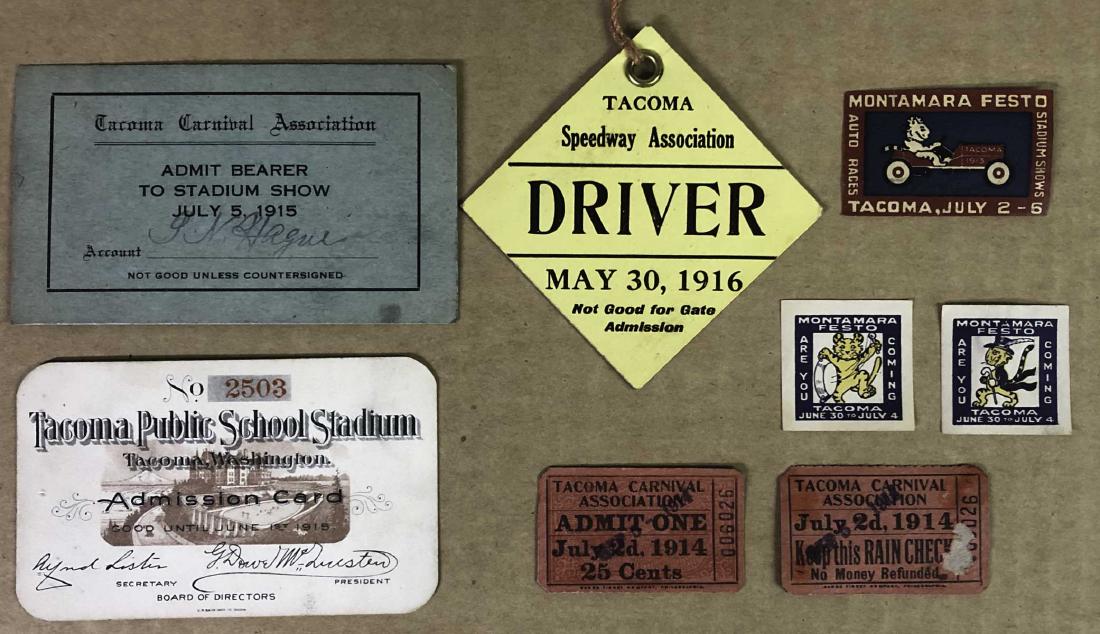 Tacoma Carnival Association
ADMIT BEARER
TO STADIUM SHOW
JULY 5, 1915
Account
NOT GOOD UNLESS COUNTERSIGNED
TACOMA
Speedway Association
DRIVER
MAY 30, 1916
Not Good for Gate
Admission
MONTAMARA FESTO
AUTO RACES
STADIUM SHOWS
TACOMA
1915
TACOMA, JULY 2-5
MONTAMARA
FESTO
ARE YOU
COMING
TACOMA
JUNE 30 TO JULY 4
MONTAMARA
FESTO
ARE YOU
COMING
TACOMA
JUNE 30 TO JULY 4
No 2503
Tacoma Public School Stadium
Tacoma, Washington.
Admission Card
GOOD UNTIL JUNE 1ST 1915
SECRETARY
PRESIDENT
BOARD OF DIRECTORS
TACOMA CARNIVAL
ASSOCIATION
ADMIT ONE
July 2d, 1914
25 Cents
006026
TACOMA CARNIVAL
ASSOCIATION
July 2d, 1914
Keep this RAIN CHECK
No Money Refunded